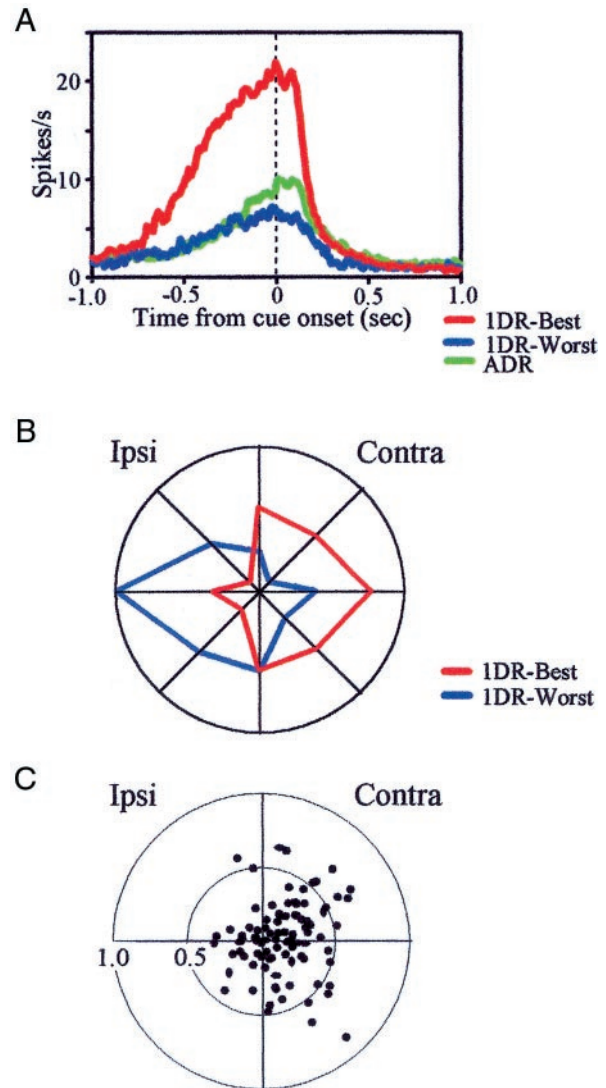 A
Spikes/s
20
10
0
-1.0 -0.5 0 0.5 1.0
Time from cue onset (sec)
1DR-Best
1DR-Worst
ADR
B
Ipsi Contra
1DR-Best
1DR-Worst
C
Ipsi Contra
1.0 0.5